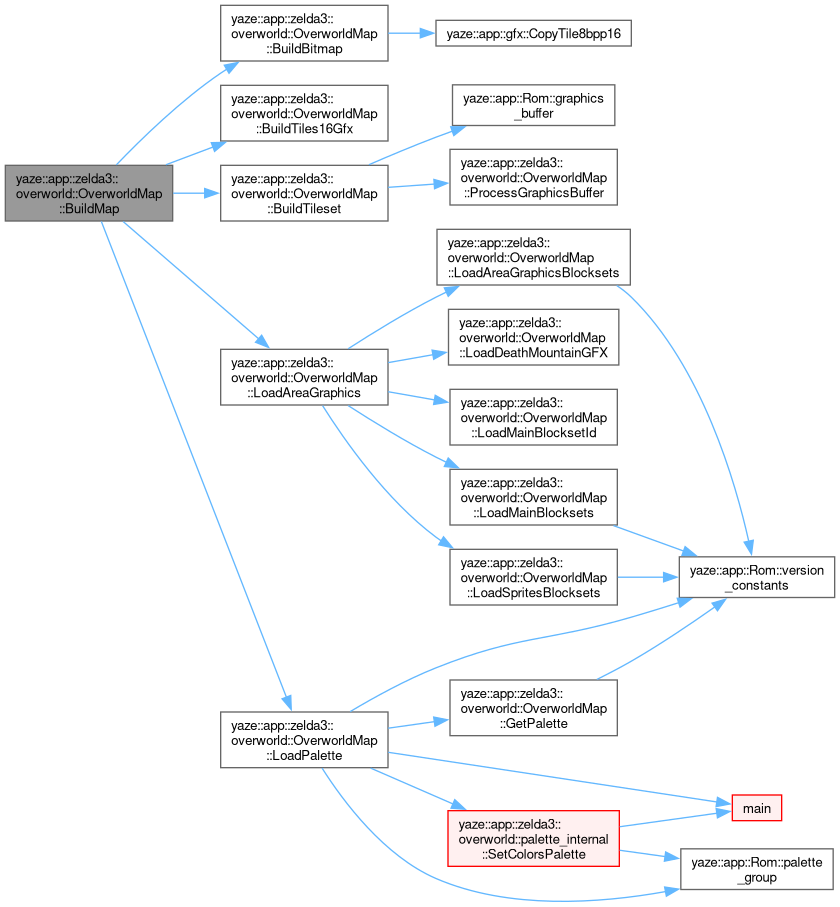 yaze::app::zelda3::
overworld::OverworldMap
::BuildMap
yaze::app::zelda3::
overworld::OverworldMap
::BuildBitmap
yaze::app::gfx::CopyTile8bpp16
yaze::app::zelda3::
overworld::OverworldMap
::BuildTiles16Gfx
yaze::app::zelda3::
overworld::OverworldMap
::BuildTileset
yaze::app::Rom::graphics
_buffer
yaze::app::zelda3::
overworld::OverworldMap
::ProcessGraphicsBuffer
yaze::app::zelda3::
overworld::OverworldMap
::LoadAreaGraphics
yaze::app::zelda3::
overworld::OverworldMap
::LoadAreaGraphicsBlocksets
yaze::app::zelda3::
overworld::OverworldMap
::LoadDeathMountainGFX
yaze::app::zelda3::
overworld::OverworldMap
::LoadMainBlocksetId
yaze::app::zelda3::
overworld::OverworldMap
::LoadMainBlocksets
yaze::app::zelda3::
overworld::OverworldMap
::LoadSpritesBlocksets
yaze::app::Rom::version
_constants
yaze::app::zelda3::
overworld::OverworldMap
::LoadPalette
yaze::app::zelda3::
overworld::OverworldMap
::GetPalette
main
yaze::app::zelda3::
overworld::palette_internal
::SetColorsPalette
yaze::app::Rom::palette
_group